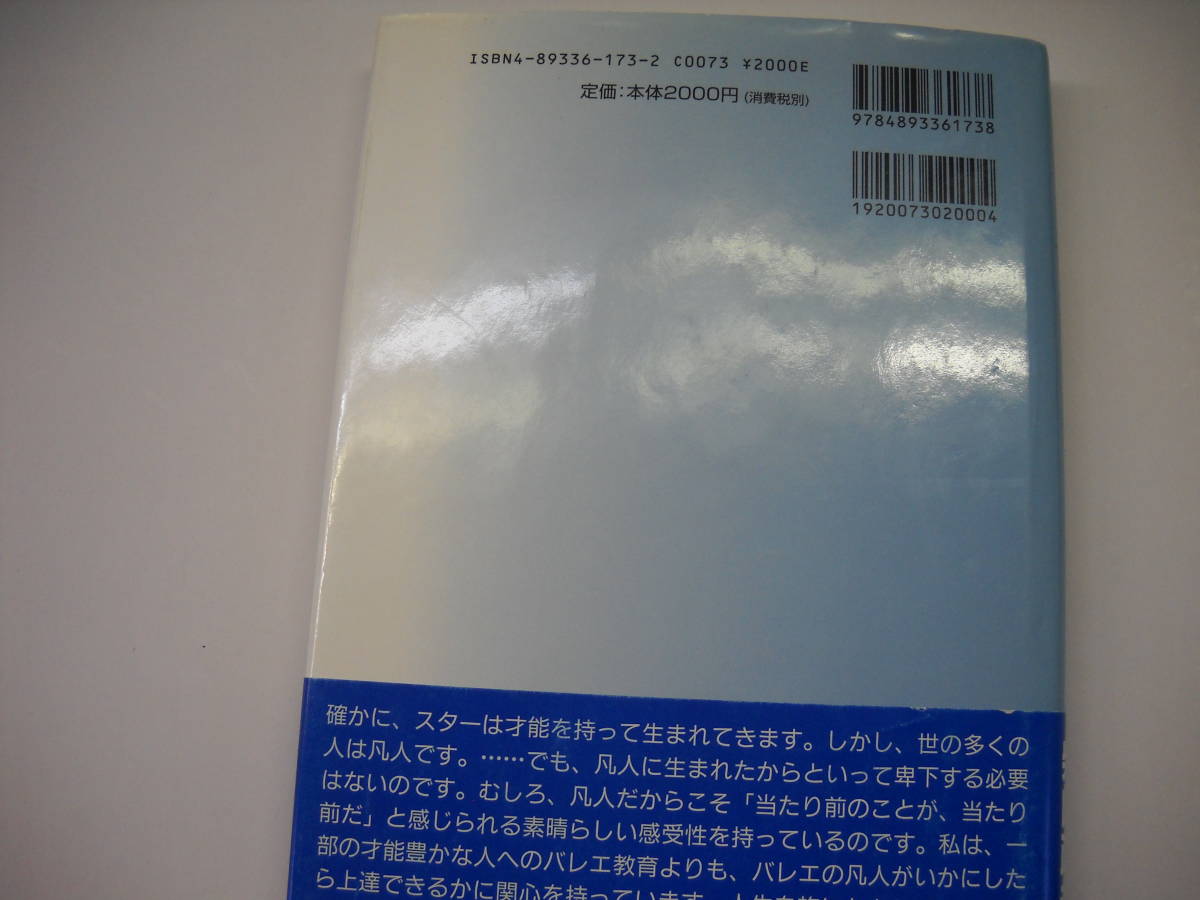 ISBN4-89336-173-2 C0073 ¥2000E
定価:本体2000円(消費税別)
9784893361738
1920073020004
確かに、スターは才能を持って生まれてきます。しかし、世の多くの
人は凡人です。……でも、凡人に生まれたからといって卑下する必要
はないのです。むしろ、凡人だからこそ「当たり前のことが、当たり
前だ」と感じられる素晴らしい感受性を持っているのです。私は、一
部の才能豊かな人へのバレエ教育よりも、バレエの凡人がいかにした
ら上達できるかに関心を持っています。人生